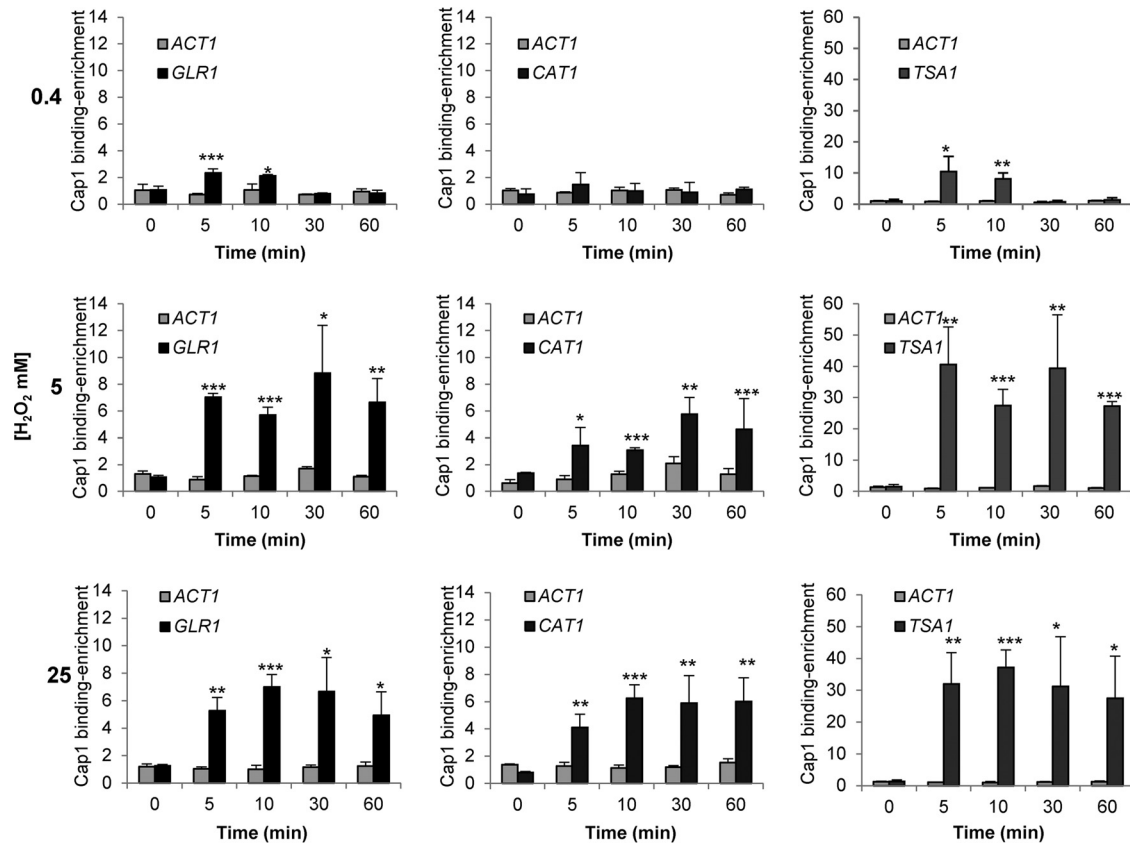 [H₂O₂ mM]
0.4
Cap1 binding-enrichment
14
12
10
8
6
4
2
0
ACT1
GLR1
***
*
0 5 10 30 60
Time (min)
Cap1 binding-enrichment
14
12
10
8
6
4
2
0
ACT1
CAT1
0 5 10 30 60
Time (min)
Cap1 binding-enrichment
60
50
40
30
20
10
0
ACT1
TSA1
*
**
0 5 10 30 60
Time (min)
5
Cap1 binding-enrichment
14
12
10
8
6
4
2
0
ACT1
GLR1
***
***
*
**
0 5 10 30 60
Time (min)
Cap1 binding-enrichment
14
12
10
8
6
4
2
0
ACT1
CAT1
*
***
**
***
0 5 10 30 60
Time (min)
Cap1 binding-enrichment
60
50
40
30
20
10
0
ACT1
TSA1
**
***
**
***
0 5 10 30 60
Time (min)
25
Cap1 binding-enrichment
14
12
10
8
6
4
2
0
ACT1
GLR1
**
***
*
*
0 5 10 30 60
Time (min)
Cap1 binding-enrichment
14
12
10
8
6
4
2
0
ACT1
CAT1
**
***
**
**
0 5 10 30 60
Time (min)
Cap1 binding-enrichment
60
50
40
30
20
10
0
ACT1
TSA1
**
***
*
*
0 5 10 30 60
Time (min)